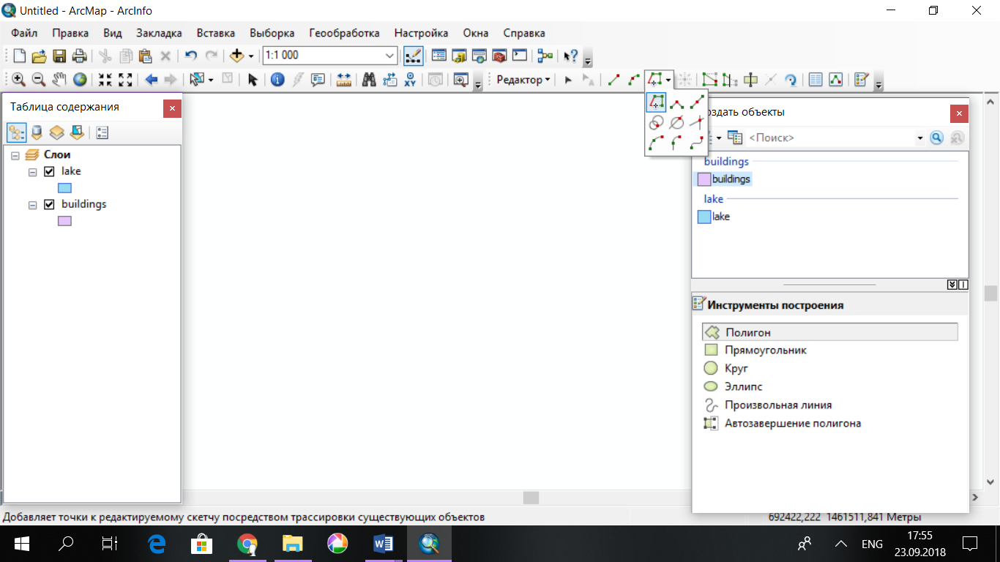 Untitled - ArcMap - ArcInfo
Файл Правка Вид Закладка Вставка Выборка Геообработка Настройка Окна Справка
1:1 000
Редактор
Таблица содержания
Слои
lake
buildings
оздать объекты
<Поиск>
buildings
buildings
lake
lake
Инструменты построения
Полигон
Прямоугольник
Круг
Эллипс
Произвольная линия
Автозавершение полигона
Добавляет точки к редактируемому скетчу посредством трассировки существующих объектов
692422,222 1461511,841 Метры
ENG
17:55
23.09.2018